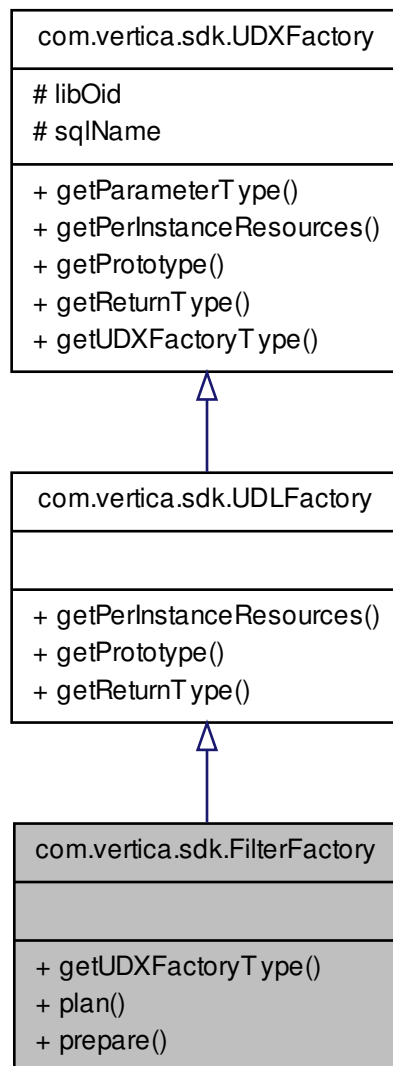 com.vertica.sdk.UDXFactory
# libOid
# sqlName
+ getParameterType()
+ getPerInstanceResources()
+ getPrototype()
+ getReturnType()
+ getUDXFactoryType()
com.vertica.sdk.UDLFactory
+ getPerInstanceResources()
+ getPrototype()
+ getReturnType()
com.vertica.sdk.FilterFactory
+ getUDXFactoryType()
+ plan()
+ prepare()